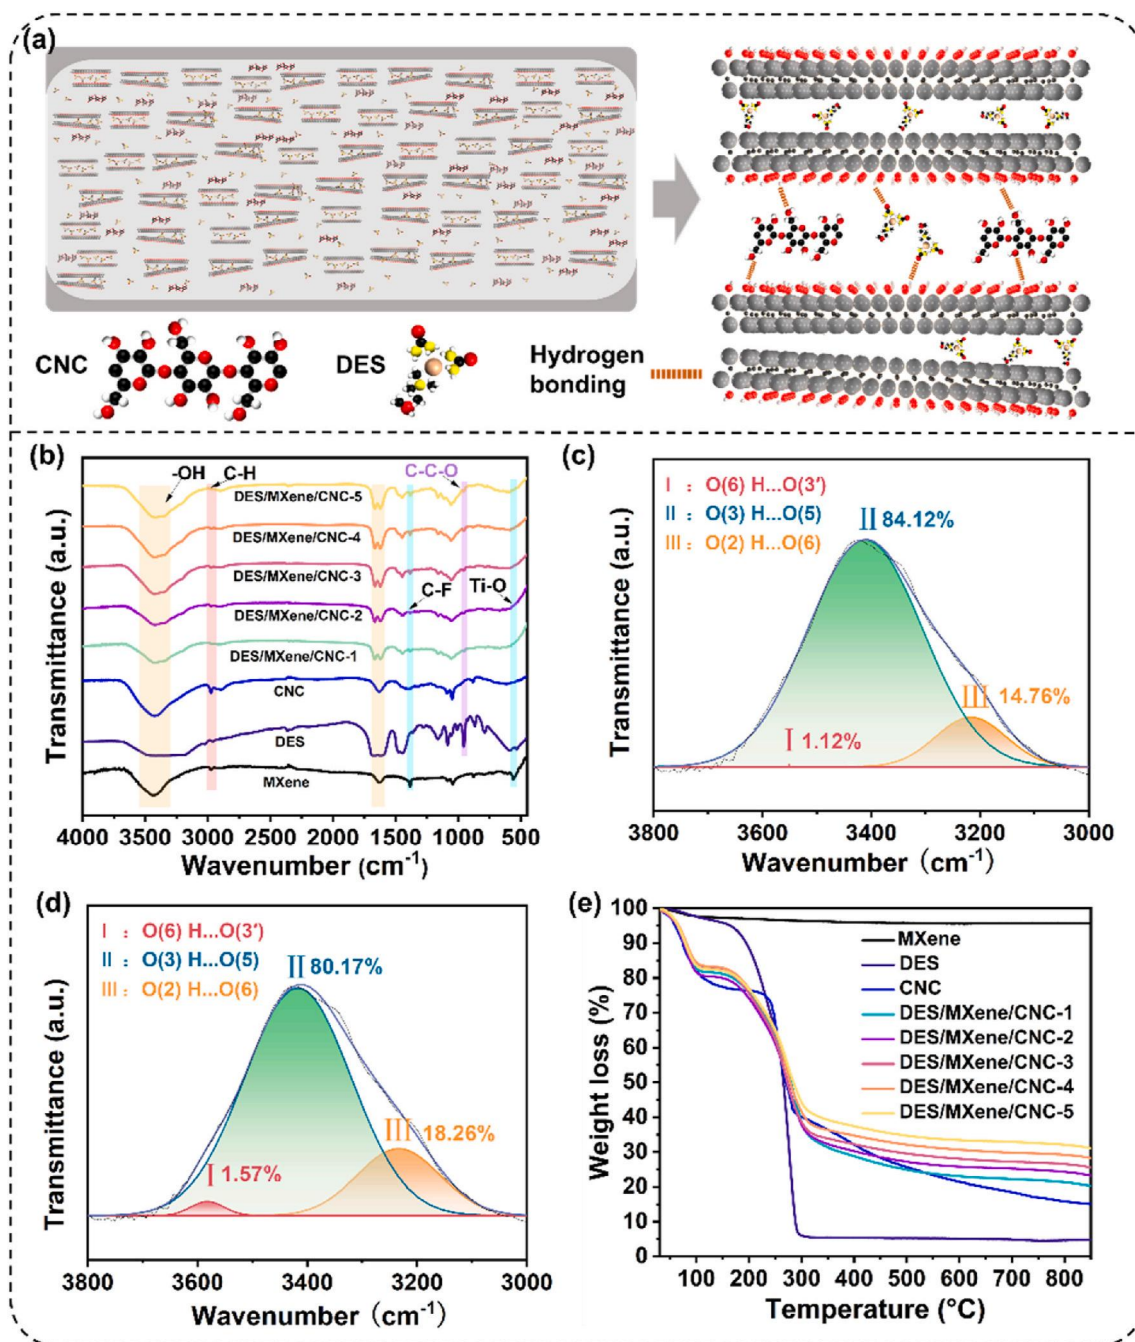 (a)
CNC
DES
Hydrogen
bonding
(b)
-OH
C-H
C-C-O
DES/MXene/CNC-5
DES/MXene/CNC-4
DES/MXene/CNC-3
C-F
Ti-O
DES/MXene/CNC-2
DES/MXene/CNC-1
CNC
DES
MXene
Transmittance (a.u.)
4000 3500 3000 2500 2000 1500 1000 500
Wavenumber (cm-1)
(c)
I : O(6) H...O(3′)
II : O(3) H...O(5)
III : O(2) H...O(6)
II 84.12%
III 14.76%
I 1.12%
Transmittance (a.u.)
3800 3600 3400 3200 3000
Wavenumber (cm-1)
(d)
I : O(6) H...O(3′)
II : O(3) H...O(5)
III : O(2) H...O(6)
II 80.17%
III 18.26%
I 1.57%
Transmittance (a.u.)
3800 3600 3400 3200 3000
Wavenumber (cm-1)
(e)
100
90
80
70
60
50
40
30
20
10
0
Weight loss (%)
MXene
DES
CNC
DES/MXene/CNC-1
DES/MXene/CNC-2
DES/MXene/CNC-3
DES/MXene/CNC-4
DES/MXene/CNC-5
100 200 300 400 500 600 700 800
Temperature (°C)